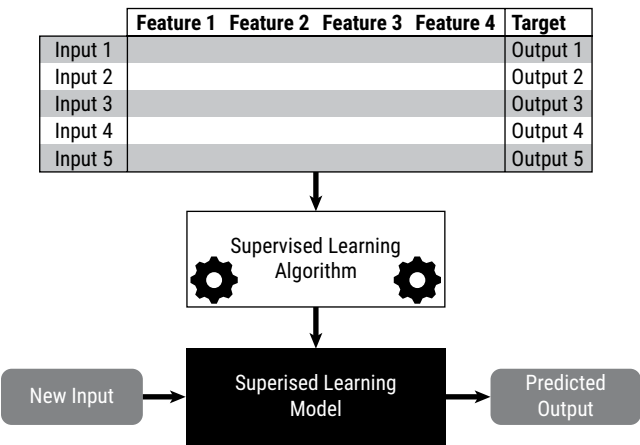 Feature 1 Feature 2 Feature 3 Feature 4 Target
Input 1 Output 1
Input 2 Output 2
Input 3 Output 3
Input 4 Output 4
Input 5 Output 5
Supervised Learning
Algorithm
New Input
Superised Learning
Model
Predicted
Output